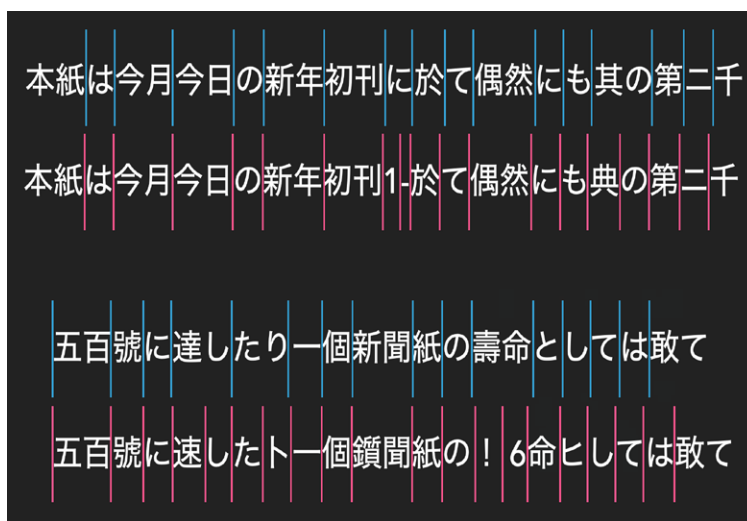 本紙は今月今日の新年初刊に於て偶然にも其の第二千
本紙は今月今日の新年初刊1-於て偶然にも典の第二千
五百號に達したり一個新聞紙の壽命としては敢て
五百號に速した卜一個鑕聞紙の！6命ヒしては敢て